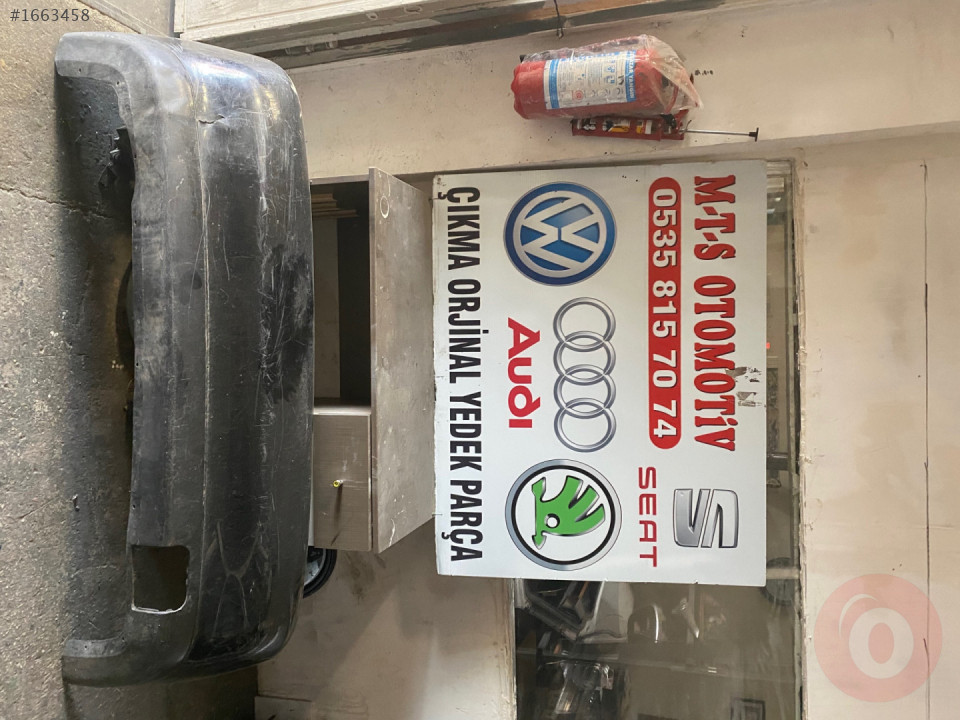 #1663458
M-T-S OTOMOTİV
0535 815 70 74
SEAT
Audi
ÇIKMA ORJİNAL YEDEK PARÇA